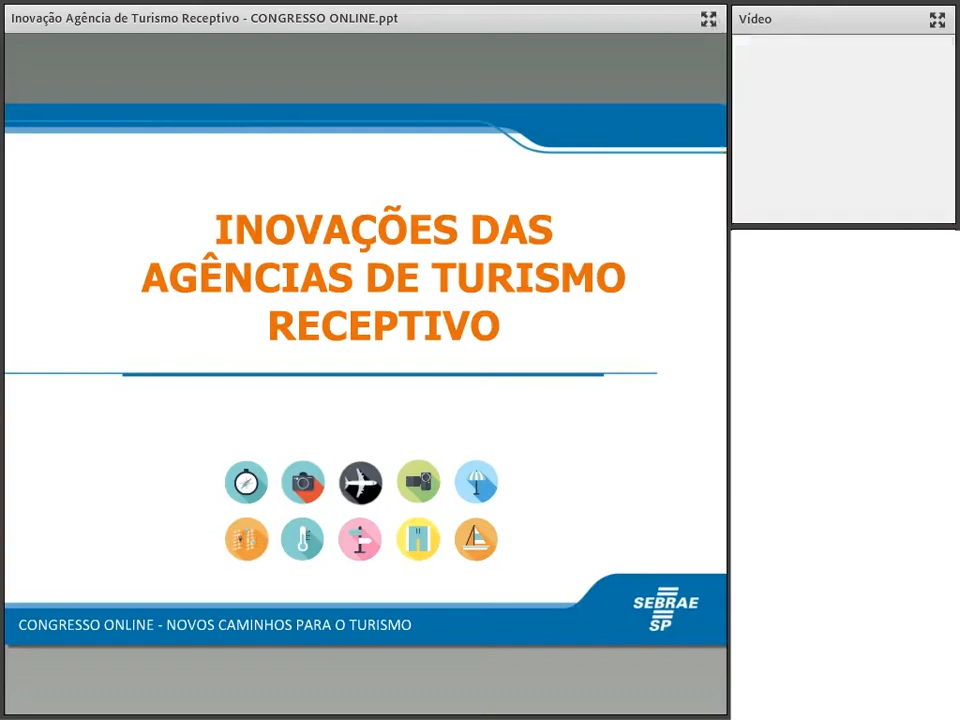 Inovação Agência de Turismo Receptivo - CONGRESSO ONLINE.ppt
Vídeo
INOVAÇÕES DAS
AGÊNCIAS DE TURISMO
RECEPTIVO
CONGRESSO ONLINE - NOVOS CAMINHOS PARA O TURISMO
SEBRAE
SP